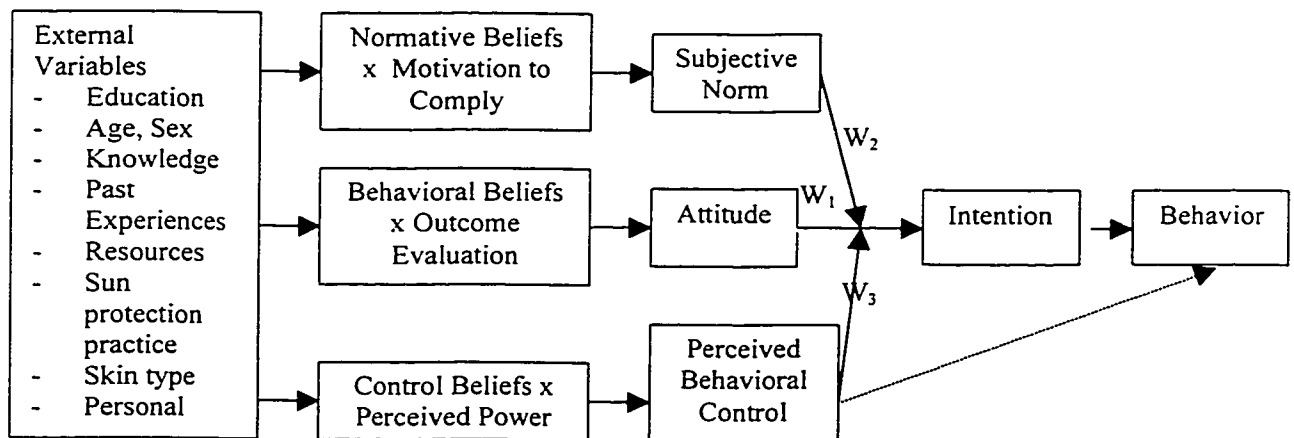 External
Variables
- Education
- Age, Sex
- Knowledge
- Past
Experiences
- Resources
- Sun
protection
practice
- Skin type
- Personal
Normative Beliefs
x Motivation to
Comply
Subjective
Norm
W₂
Behavioral Beliefs
x Outcome
Evaluation
Attitude
W₁
Intention
Behavior
W₃
Control Beliefs x
Perceived Power
Perceived
Behavioral
Control